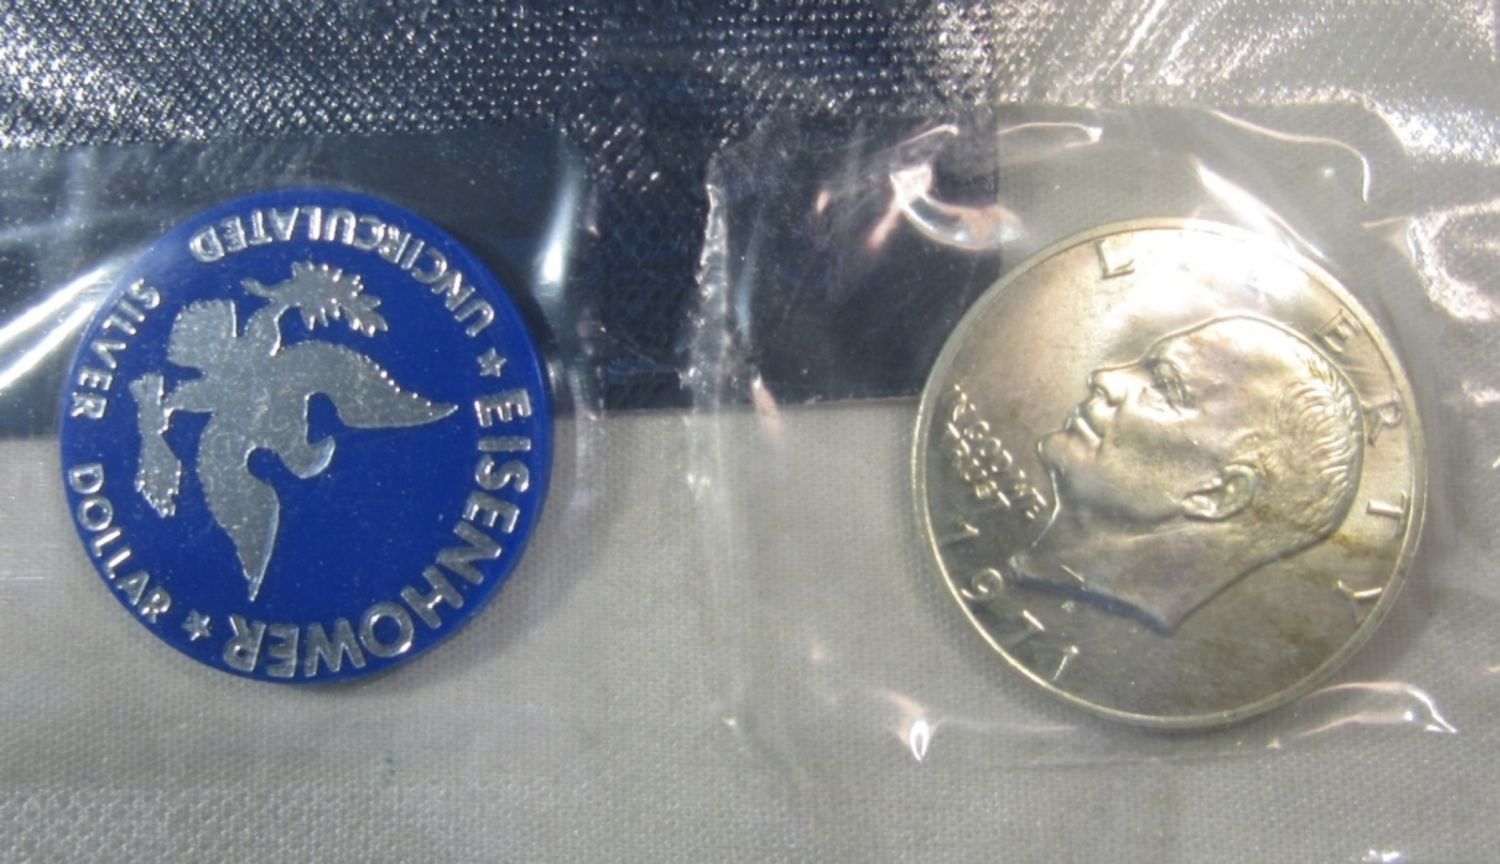 EISENHOWER
★ UNCIRCULATED
SILVER DOLLAR ★
LIBERTY
IN GOD WE
TRUST
1971